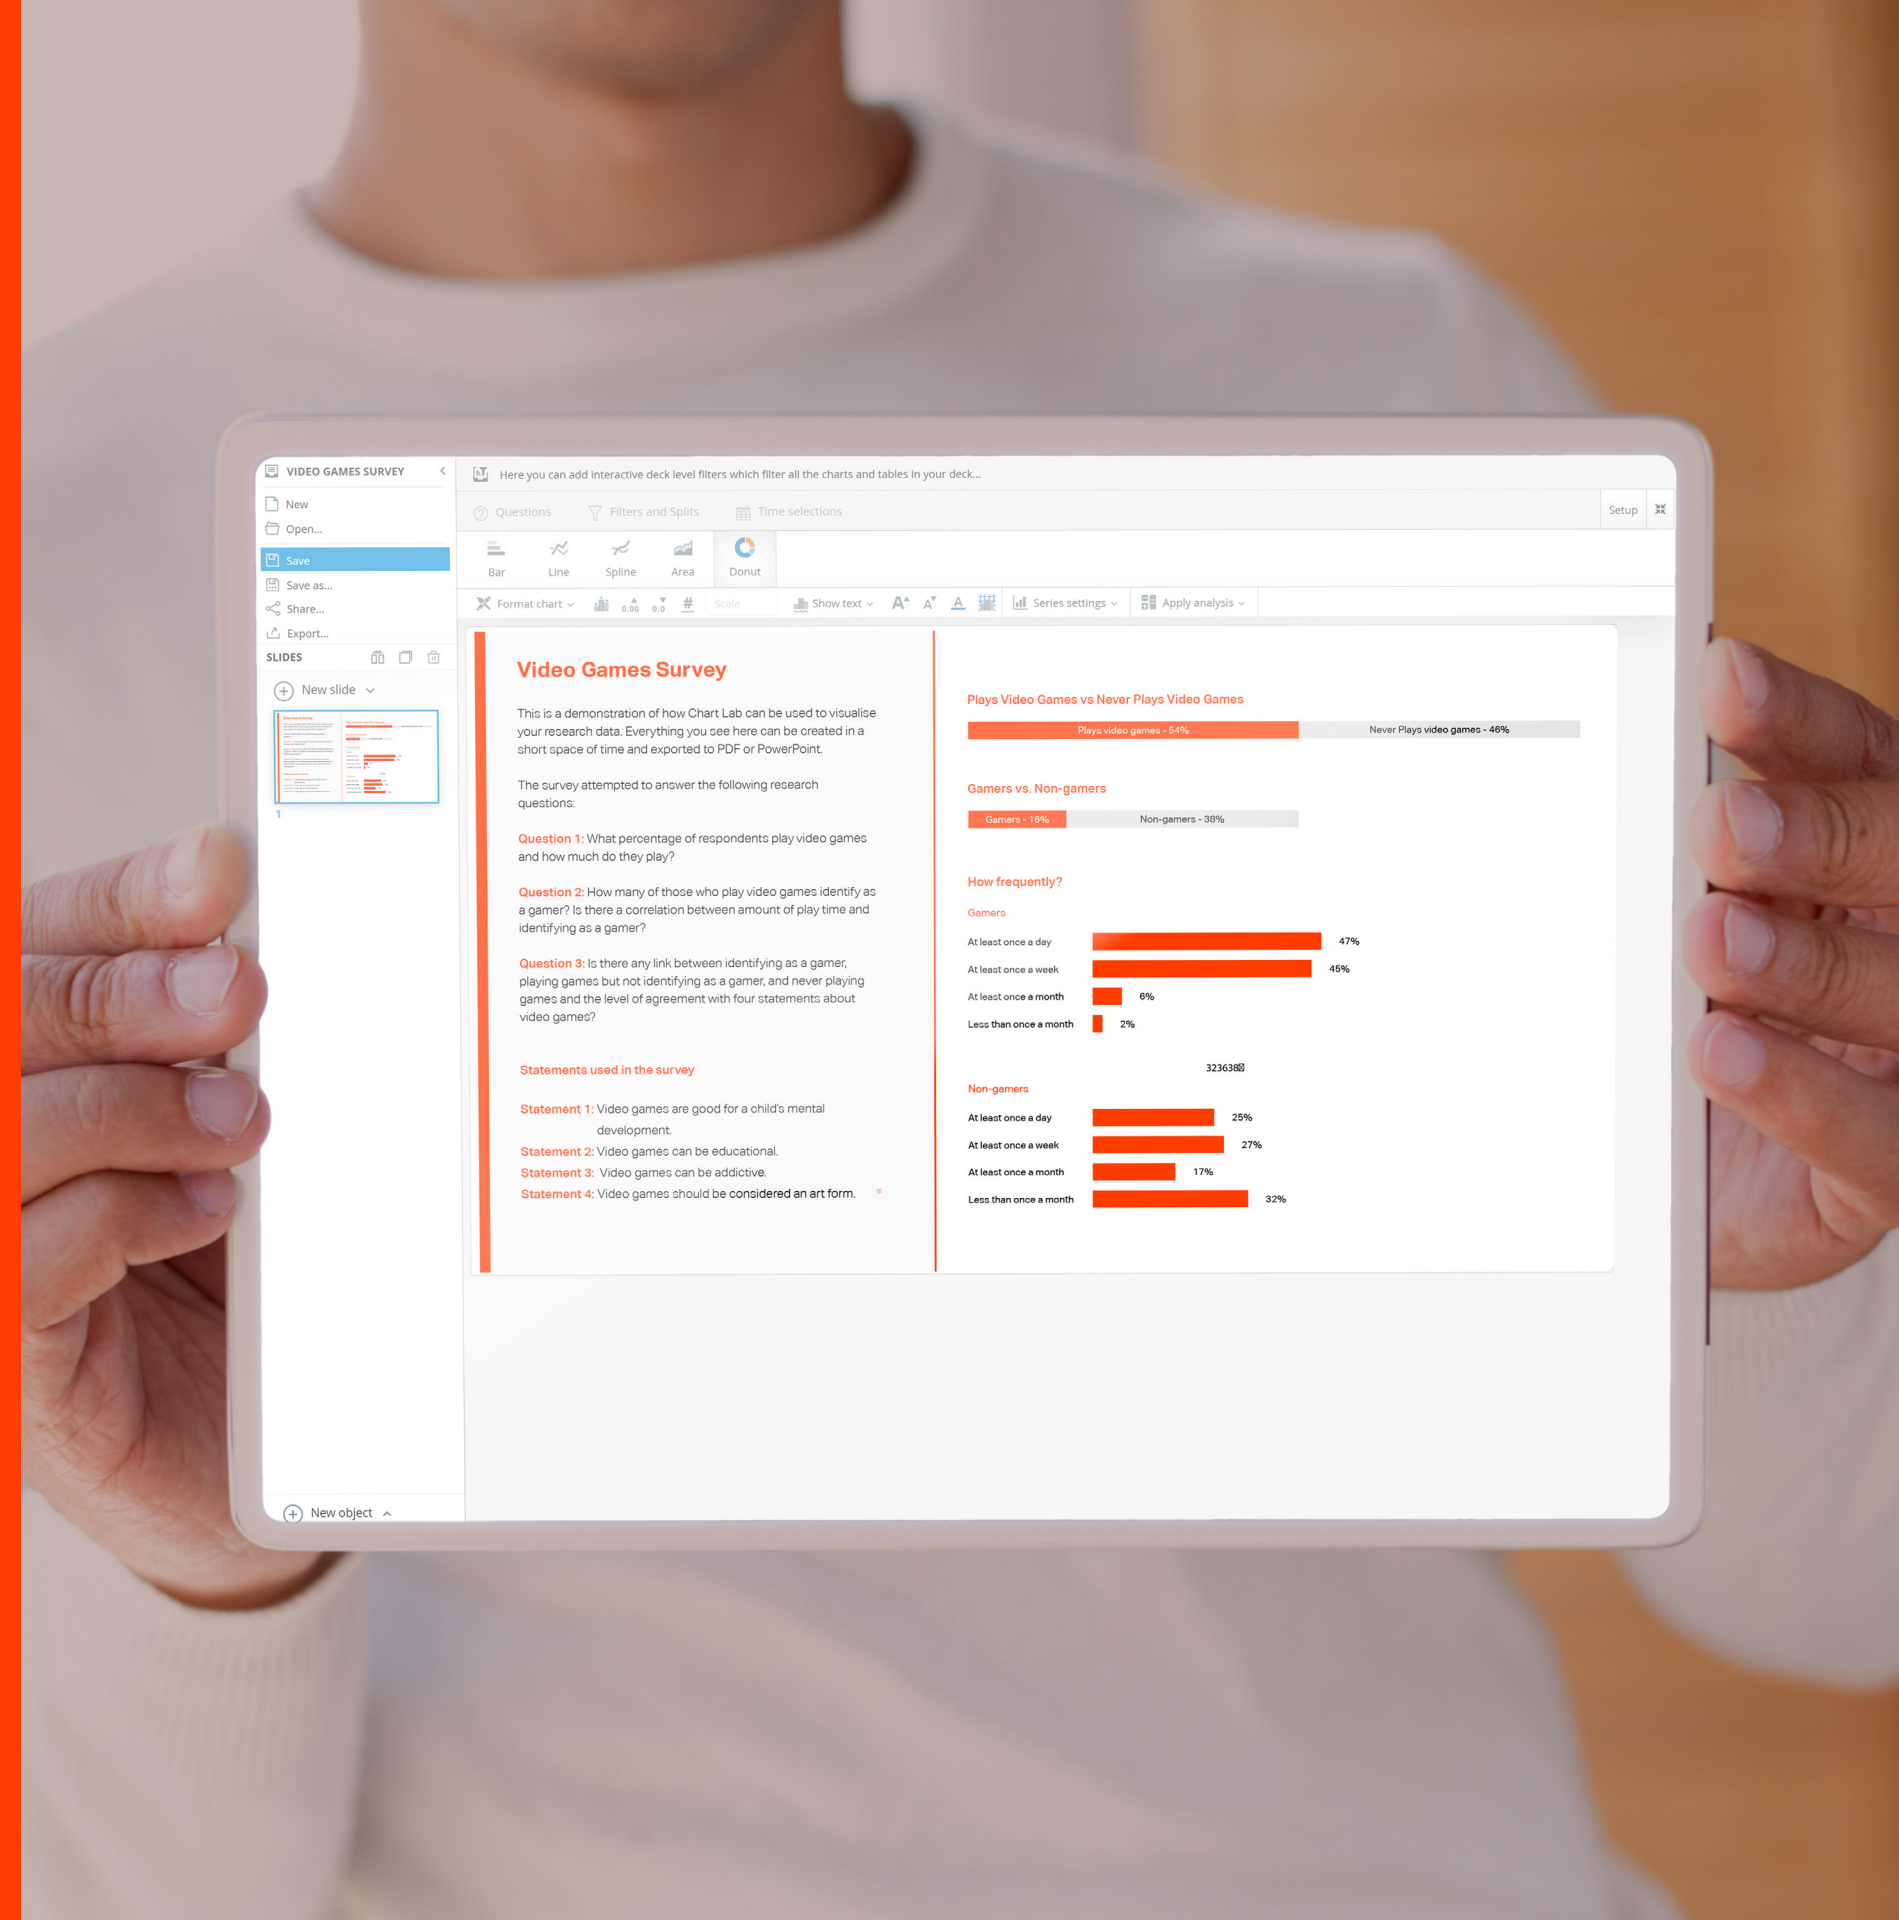 VIDEO GAMES SURVEY
New
Open...
Save
Save as...
Share...
Export...
SLIDES
New slide
1
New object
Here you can add interactive deck level filters which filter all the charts and tables in your deck...
Questions
Filters and Splits
Time selections
Setup
Bar
Line
Spline
Area
Donut
Format chart
0.00
0.0
#
Scale
Show text
A
A
A
Series settings
Apply analysis
Video Games Survey
This is a demonstration of how Chart Lab can be used to visualise
your research data. Everything you see here can be created in a
short space of time and exported to PDF or PowerPoint.
The survey attempted to answer the following research
questions:
Question 1: What percentage of respondents play video games
and how much do they play?
Question 2: How many of those who play video games identify as
a gamer? Is there a correlation between amount of play time and
identifying as a gamer?
Question 3: Is there any link between identifying as a gamer,
playing games but not identifying as a gamer, and never playing
games and the level of agreement with four statements about
video games?
Statements used in the survey
Statement 1: Video games are good for a child's mental
development.
Statement 2: Video games can be educational.
Statement 3: Video games can be addictive.
Statement 4: Video games should be considered an art form.
Plays Video Games vs Never Plays Video Games
Plays video games - 54%
Never Plays video games - 46%
Gamers vs. Non-gamers
Gamers - 16%
Non-gamers - 38%
How frequently?
Gamers
At least once a day 47%
At least once a week 45%
At least once a month 6%
Less than once a month 2%
323638
Non-gamers
At least once a day 25%
At least once a week 27%
At least once a month 17%
Less than once a month 32%